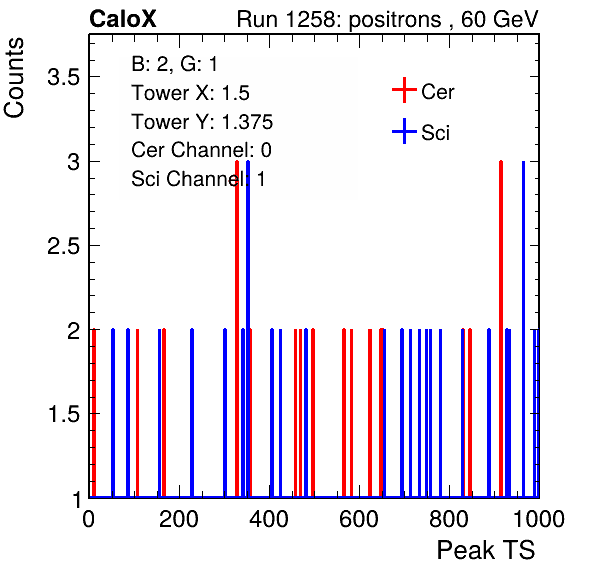 CaloX Run 1258: positrons , 60 GeV
Counts
3.5
3
2.5
2
1.5
1
B: 2, G: 1
Tower X: 1.5
Tower Y: 1.375
Cer Channel: 0
Sci Channel: 1
Cer
Sci
0 200 400 600 800 1000
Peak TS